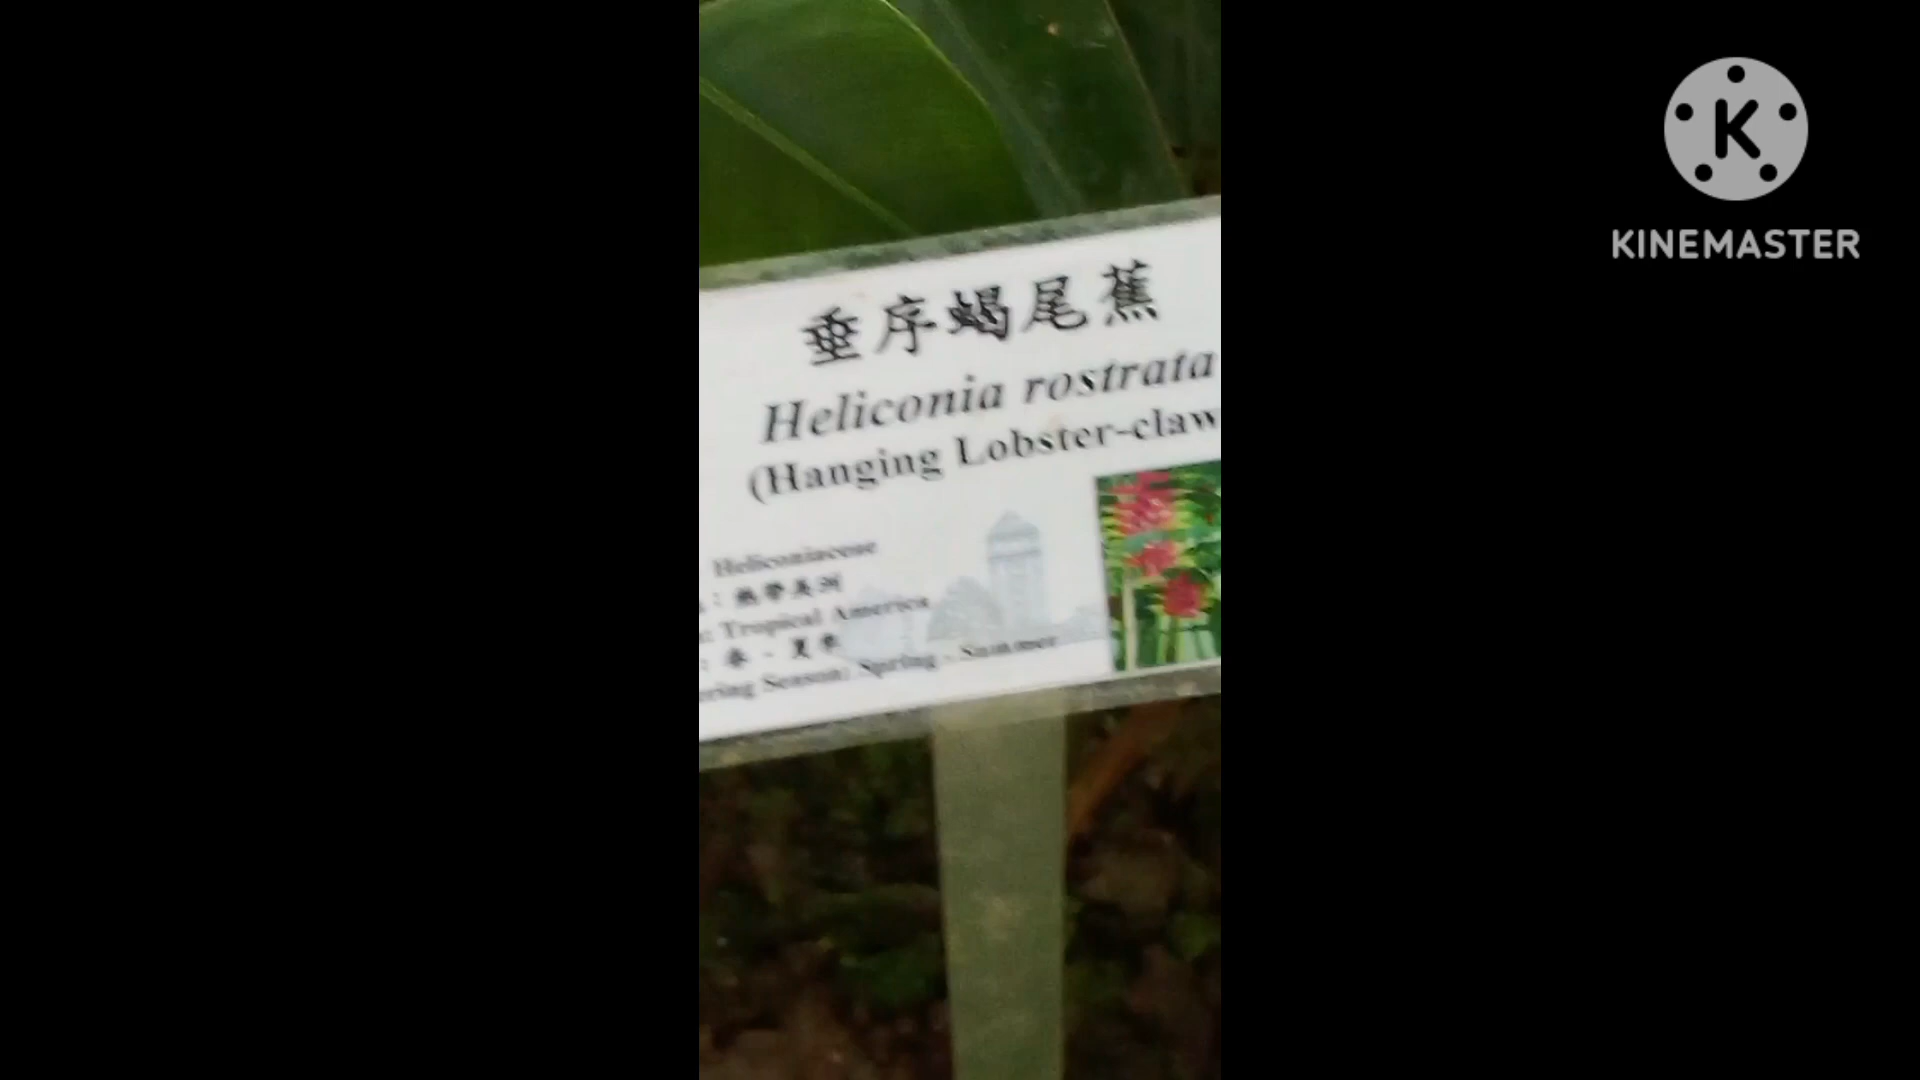 垂序蝎尾蕉
Heliconia rostrata
(Hanging Lobster-claw
Heliconiaceae
: 熱帶美洲
: Tropical America
: 春 - 夏季
ering Season: Spring - Summer
K
KINEMASTER